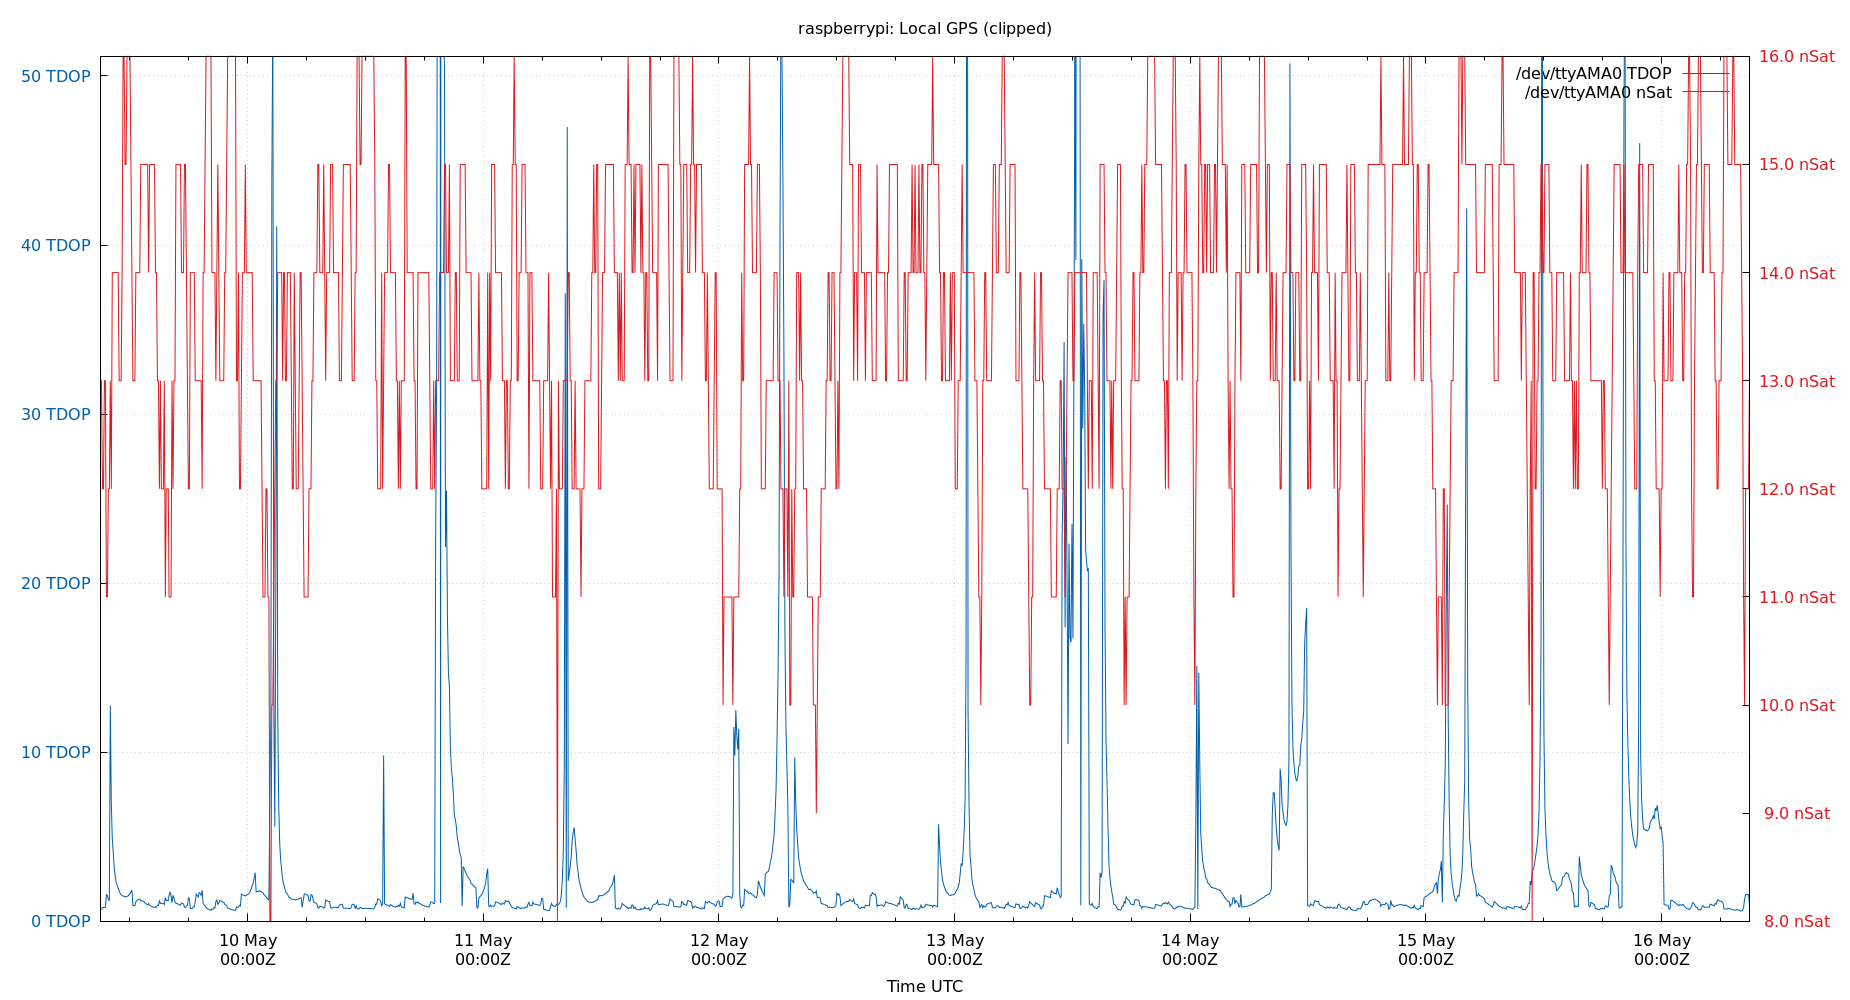 raspberrypi: Local GPS (clipped)
/dev/ttyAMA0 TDOP
/dev/ttyAMA0 nSat
50 TDOP
40 TDOP
30 TDOP
20 TDOP
10 TDOP
0 TDOP
16.0 nSat
15.0 nSat
14.0 nSat
13.0 nSat
12.0 nSat
11.0 nSat
10.0 nSat
9.0 nSat
8.0 nSat
10 May
00:00Z
11 May
00:00Z
12 May
00:00Z
13 May
00:00Z
14 May
00:00Z
15 May
00:00Z
16 May
00:00Z
Time UTC